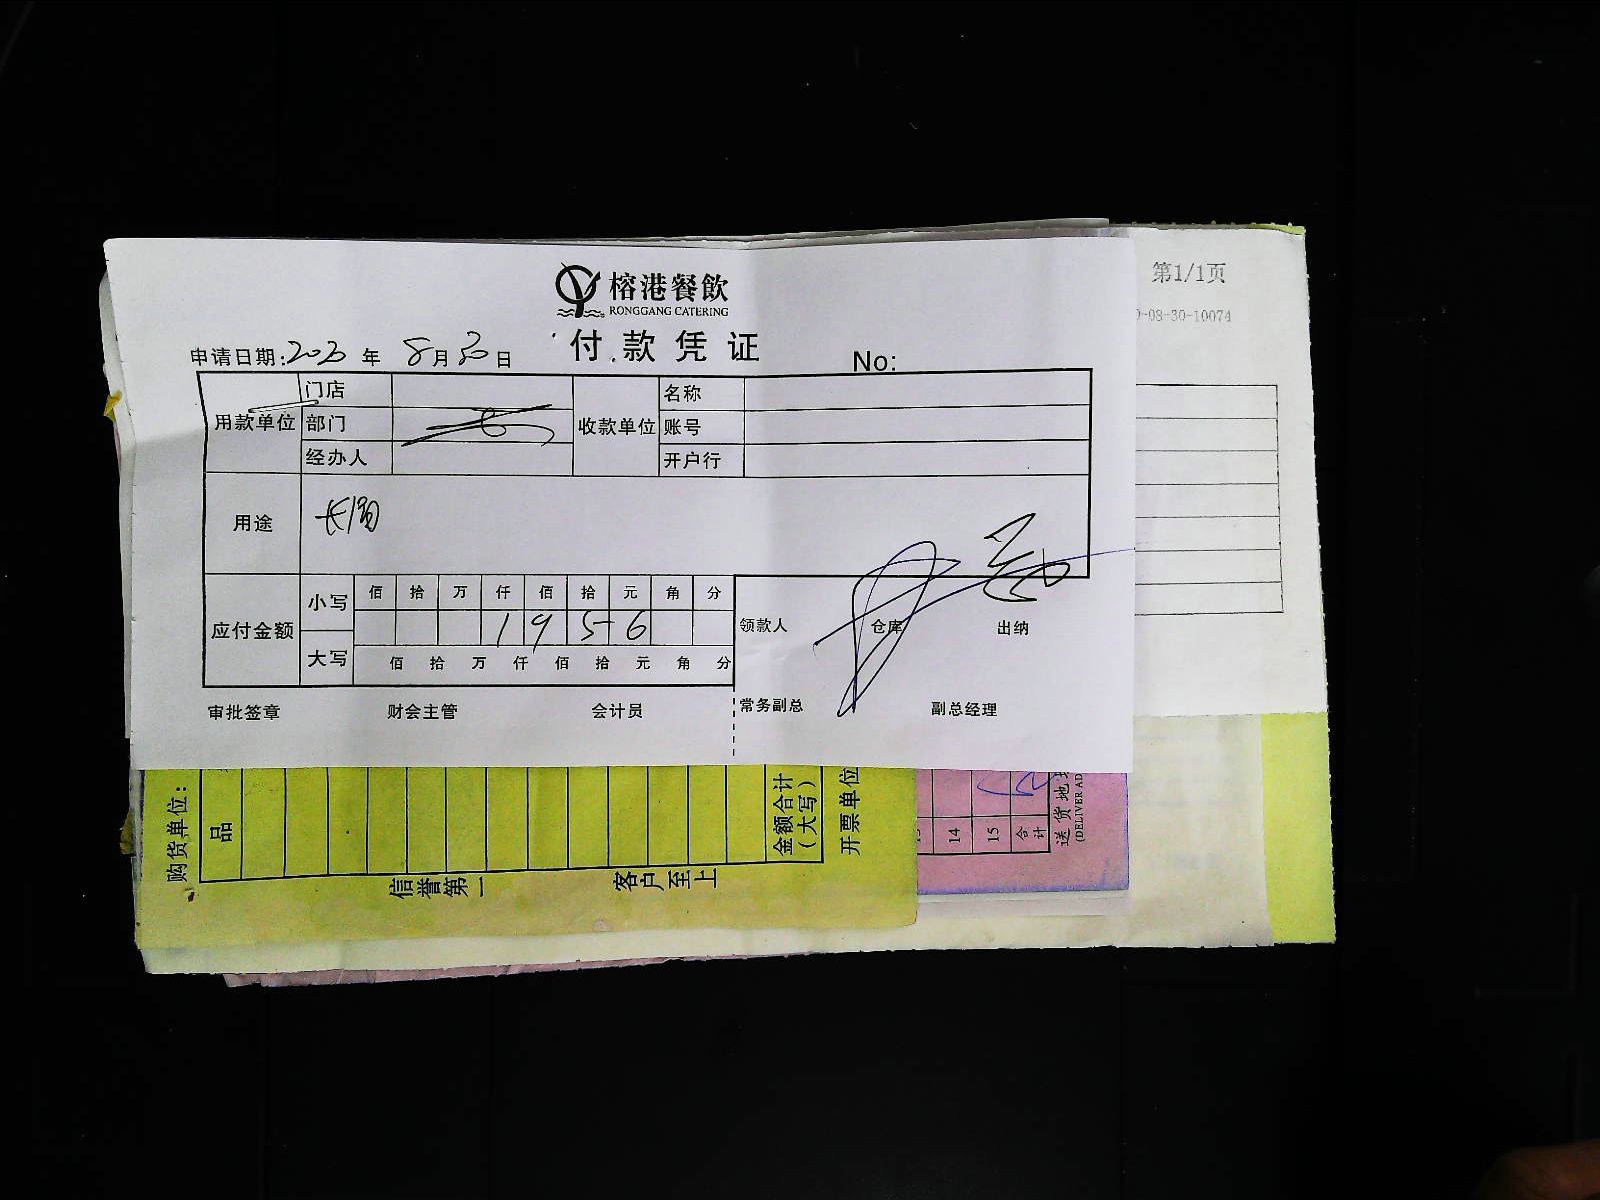 榕港餐飲
RONGGANG CATERING
付款凭证
申请日期:2020年8月30日 No:
用款单位 门店 部门 经办人
收款单位 名称 账号 开户行
用途
应付金额 小写 佰 拾 万 仟 佰 拾 元 角 分
1 9 5 6
大写 佰 拾 万 仟 佰 拾 元 角 分
领款人 仓库 出纳
审批签章 财会主管 会计员 常务副总 副总经理
第1/1页
-08-30-10074
购货单位:
品
金额合计
(大写)
开票单位
信誉第一 客户至上
14
15
合计
送货地
(DELIVER AD